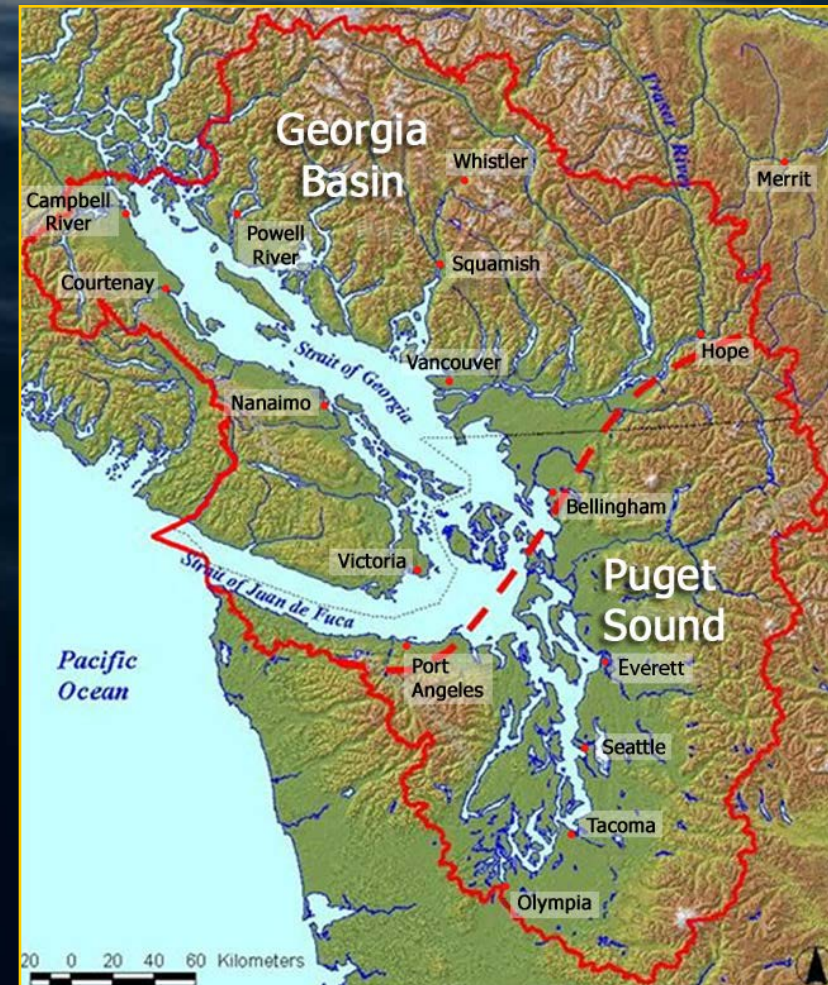 Georgia
Basin
Fraser River
Whistler
Merrit
Campbell
River
Powell
River
Squamish
Courtenay
Strait of Georgia
Vancouver
Hope
Nanaimo
Bellingham
Victoria
Strait of Juan de Fuca
Puget
Sound
Pacific
Ocean
Port
Angeles
Everett
Seattle
Tacoma
Olympia
20 0 20 40 60 Kilometers